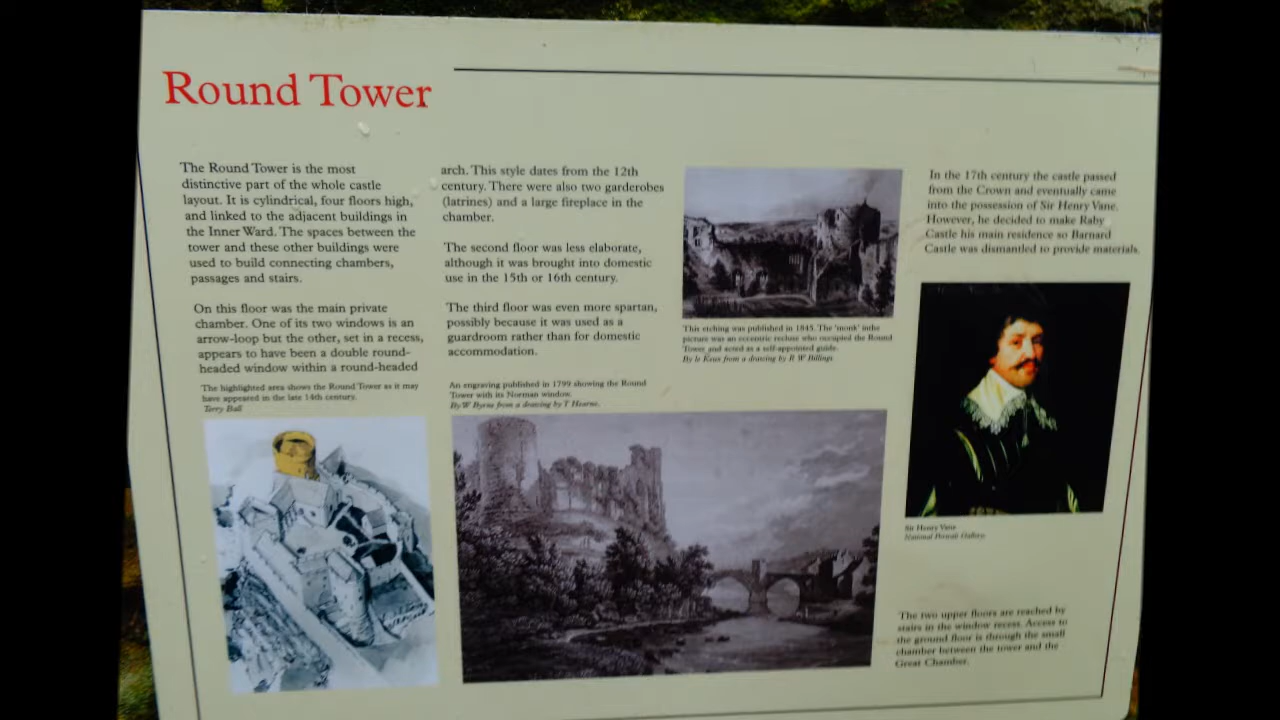 Round Tower
The Round Tower is the most
distinctive part of the whole castle
layout. It is cylindrical, four floors high,
and linked to the adjacent buildings in
the Inner Ward. The spaces between the
tower and these other buildings were
used to build connecting chambers,
passages and stairs.
On this floor was the main private
chamber. One of its two windows is an
arrow-loop but the other, set in a recess,
appears to have been a double round-
headed window within a round-headed
The highlighted area shows the Round Tower as it may
have appeared in the late 14th century.
Terry Ball
arch. This style dates from the 12th
century. There were also two garderobes
(latrines) and a large fireplace in the
chamber.
The second floor was less elaborate,
although it was brought into domestic
use in the 15th or 16th century.
The third floor was even more spartan,
possibly because it was used as a
guardroom rather than for domestic
accommodation.
An engraving published in 1799 showing the Round
Tower with its Norman window.
By W Byrne from a drawing by T Hearne.
This etching was published in 1845. The 'monk' inthe
picture was an eccentric recluse who occupied the Round
Tower and acted as a self-appointed guide.
By le Keux from a drawing by R W Billings
In the 17th century the castle passed
from the Crown and eventually came
into the possession of Sir Henry Vane.
However, he decided to make Raby
Castle his main residence so Barnard
Castle was dismantled to provide materials.
Sir Henry Vane
National Portrait Gallery.
The two upper floors are reached by
stairs in the window recess. Access to
the ground floor is through the small
chamber between the tower and the
Great Chamber.